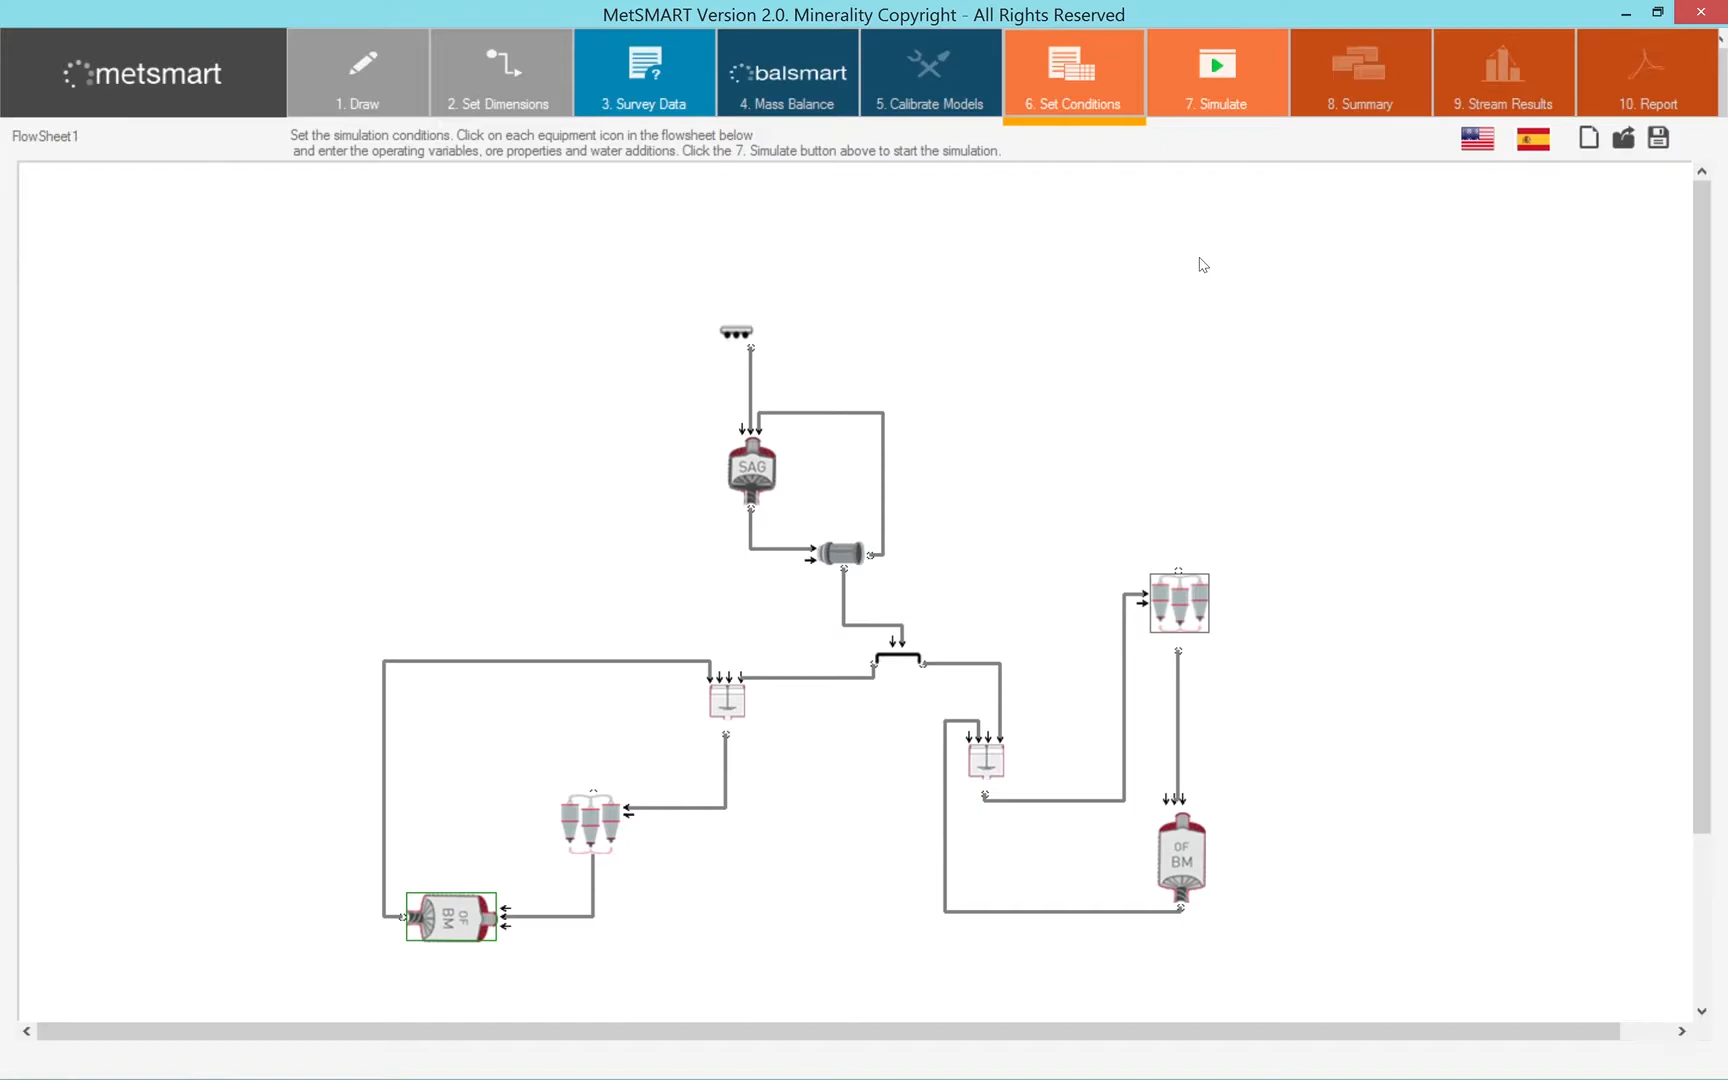 MetSMART Version 2.0. Minerality Copyright - All Rights Reserved
metsmart
1. Draw
2. Set Dimensions
3. Survey Data
balsmart
4. Mass Balance
5. Calibrate Models
6. Set Conditions
7. Simulate
8. Summary
9. Stream Results
10. Report
FlowSheet1
Set the simulation conditions. Click on each equipment icon in the flowsheet below
and enter the operating variables, ore properties and water additions. Click the 7. Simulate button above to start the simulation.
SAG
OF
BM
OF
BM